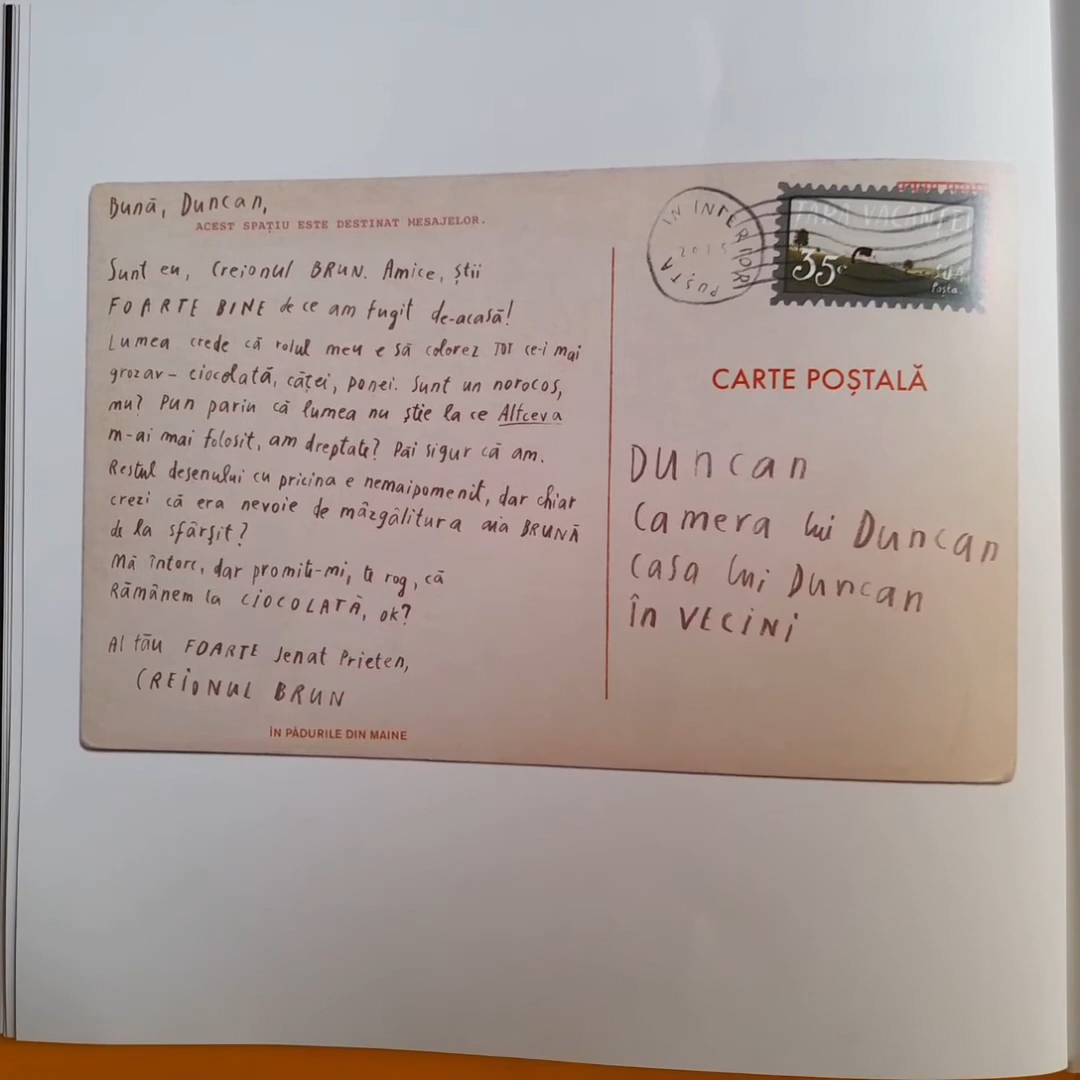 Bună, Duncan,
ACEST SPAȚIU ESTE DESTINAT MESAJELOR.
Sunt eu, Creionul BRUN. Amice, știi
FOARTE BINE de ce am fugit de-acasă!
Lumea crede că rolul meu e să colorez TOT ce-i mai
grozav – ciocolată, căței, ponei. Sunt un norocos,
nu? Pun pariu că lumea nu știe la ce Altceva
m-ai mai folosit, am dreptate? Păi sigur că am.
Restul desenului cu pricina e nemaipomenit, dar chiar
crezi că era nevoie de mâzgălitura aia BRUNĂ
de la sfârșit?
Mă întorc, dar promite-mi, te rog, că
Rămânem la CIOCOLATĂ, ok?
Al tău FOARTE Jenat Prieten,
CREIONUL BRUN
ÎN PĂDURILE DIN MAINE
IN INTERIOR
POȘTA
ȚARA VACANȚEI
35c
SUA
Poșta
CARTE POȘTALĂ
Duncan
Camera lui Duncan
Casa lui Duncan
în VECINI